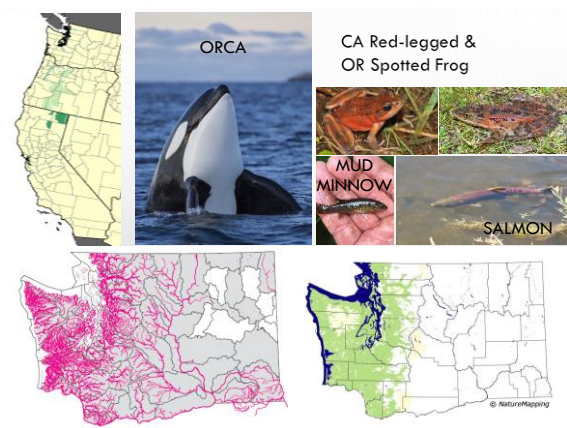 ORCA
CA Red-legged &
OR Spotted Frog
MUD
MINNOW
SALMON
© NatureMapping